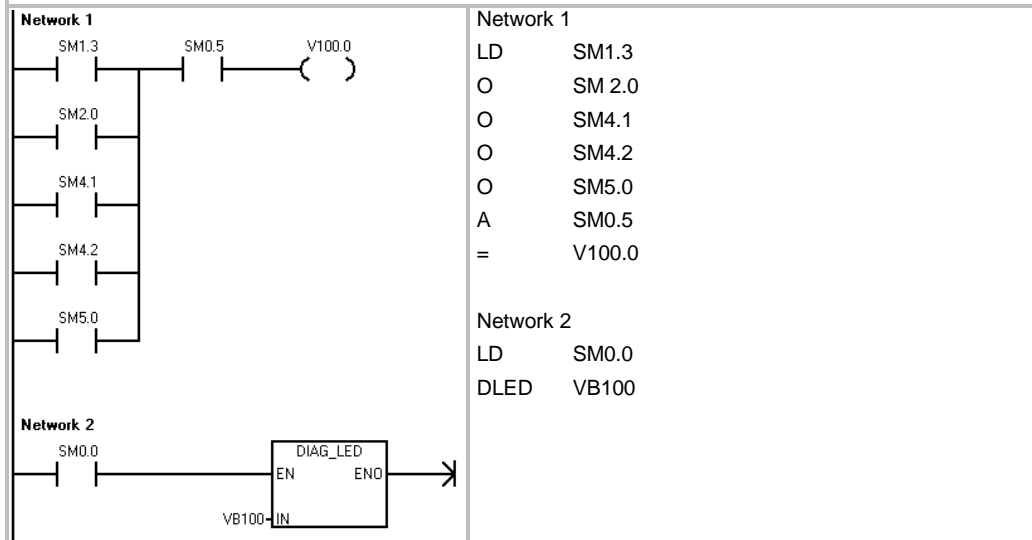 Network 1
SM1.3 SM0.5 V100.0
SM2.0
SM4.1
SM4.2
SM5.0
Network 2
SM0.0 DIAG_LED
EN ENO
VB100 IN
Network 1
LD SM1.3
O SM 2.0
O SM4.1
O SM4.2
O SM5.0
A SM0.5
= V100.0
Network 2
LD SM0.0
DLED VB100